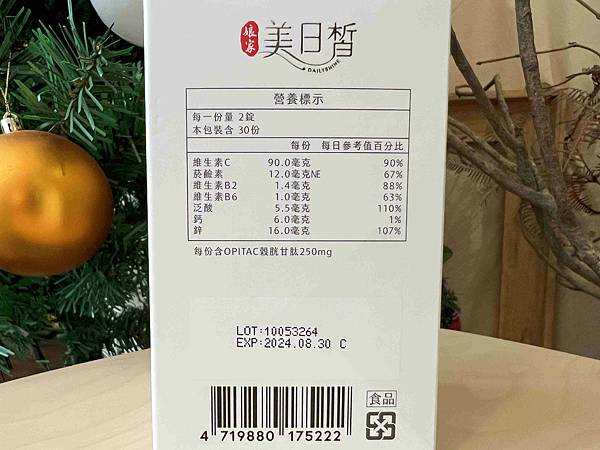 娘家 美日皙
DAILYSHINE
營養標示
每一份量 2錠
本包裝含 30份
每份 每日參考值百分比
維生素C 90.0毫克 90%
菸鹼素 12.0毫克NE 67%
維生素B2 1.4毫克 88%
維生素B6 1.0毫克 63%
泛酸 5.5毫克 110%
鈣 6.0毫克 1%
鋅 16.0毫克 107%
每份含OPITAC穀胱甘肽250mg
LOT:10053264
EXP:2024.08.30 C
食品
4 719880 175222